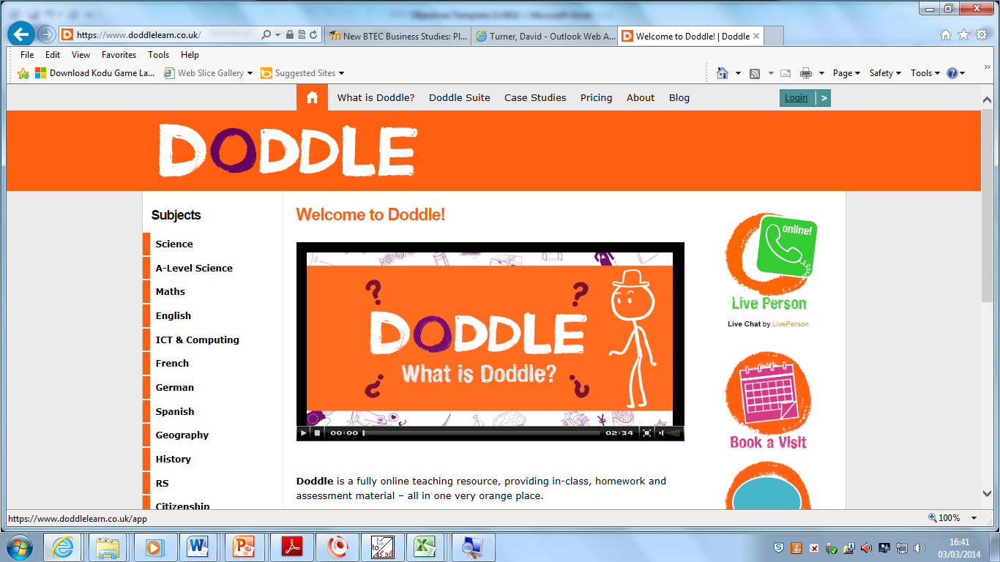 Objectives Template (LVEG) - Microsoft Word
https://www.doddlelearn.co.uk/
New BTEC Business Studies: Pl...
Turner, David - Outlook Web A...
Welcome to Doddle! | Doddle
File Edit View Favorites Tools Help
Download Kodu Game La... Web Slice Gallery Suggested Sites
Page Safety Tools
What is Doddle? Doddle Suite Case Studies Pricing About Blog Login >
DODDLE
Subjects
Science
A-Level Science
Maths
English
ICT & Computing
French
German
Spanish
Geography
History
RS
Citizenship
Welcome to Doddle!
? ?
DODDLE
What is Doddle?
¿ ?
00:00 02:34
Doddle is a fully online teaching resource, providing in-class, homework and
assessment material – all in one very orange place.
online!
Live Person
Live Chat by LivePerson
Book a Visit
https://www.doddlelearn.co.uk/app
100%
16:41
03/03/2014